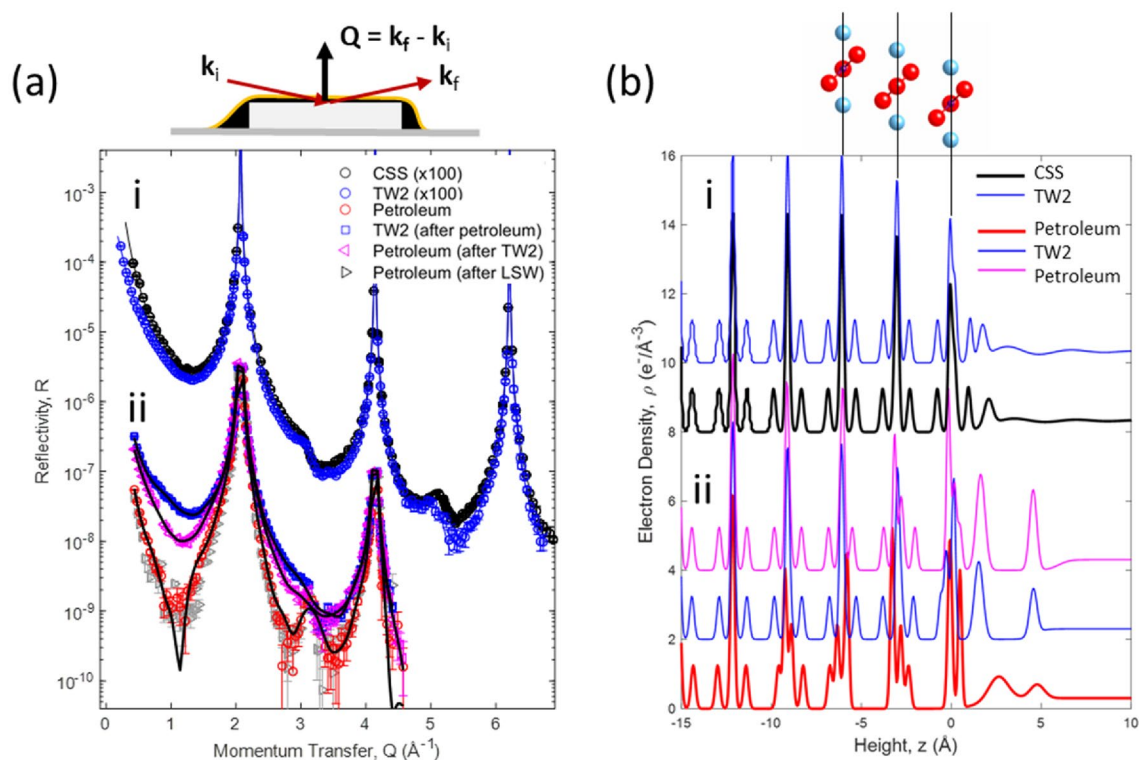 (a)
Q = kf - ki
ki
kf
i
ii
CSS (x100)
TW2 (x100)
Petroleum
TW2 (after petroleum)
Petroleum (after TW2)
Petroleum (after LSW)
Reflectivity, R
10⁻³
10⁻⁴
10⁻⁵
10⁻⁶
10⁻⁷
10⁻⁸
10⁻⁹
10⁻¹⁰
0 1 2 3 4 5 6
Momentum Transfer, Q (Å⁻¹)
(b)
i
ii
CSS
TW2
Petroleum
TW2
Petroleum
Electron Density, ρ (e⁻/Å⁻³)
16
14
12
10
8
6
4
2
0
-15 -10 -5 0 5 10
Height, z (Å)